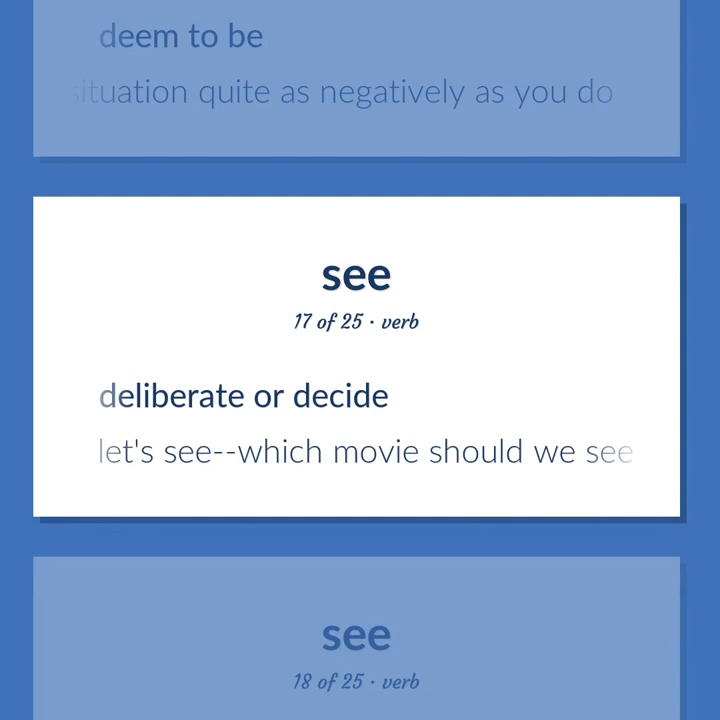 deem to be
situation quite as negatively as you do
see
17 of 25 · verb
deliberate or decide
let's see--which movie should we see
see
18 of 25 · verb